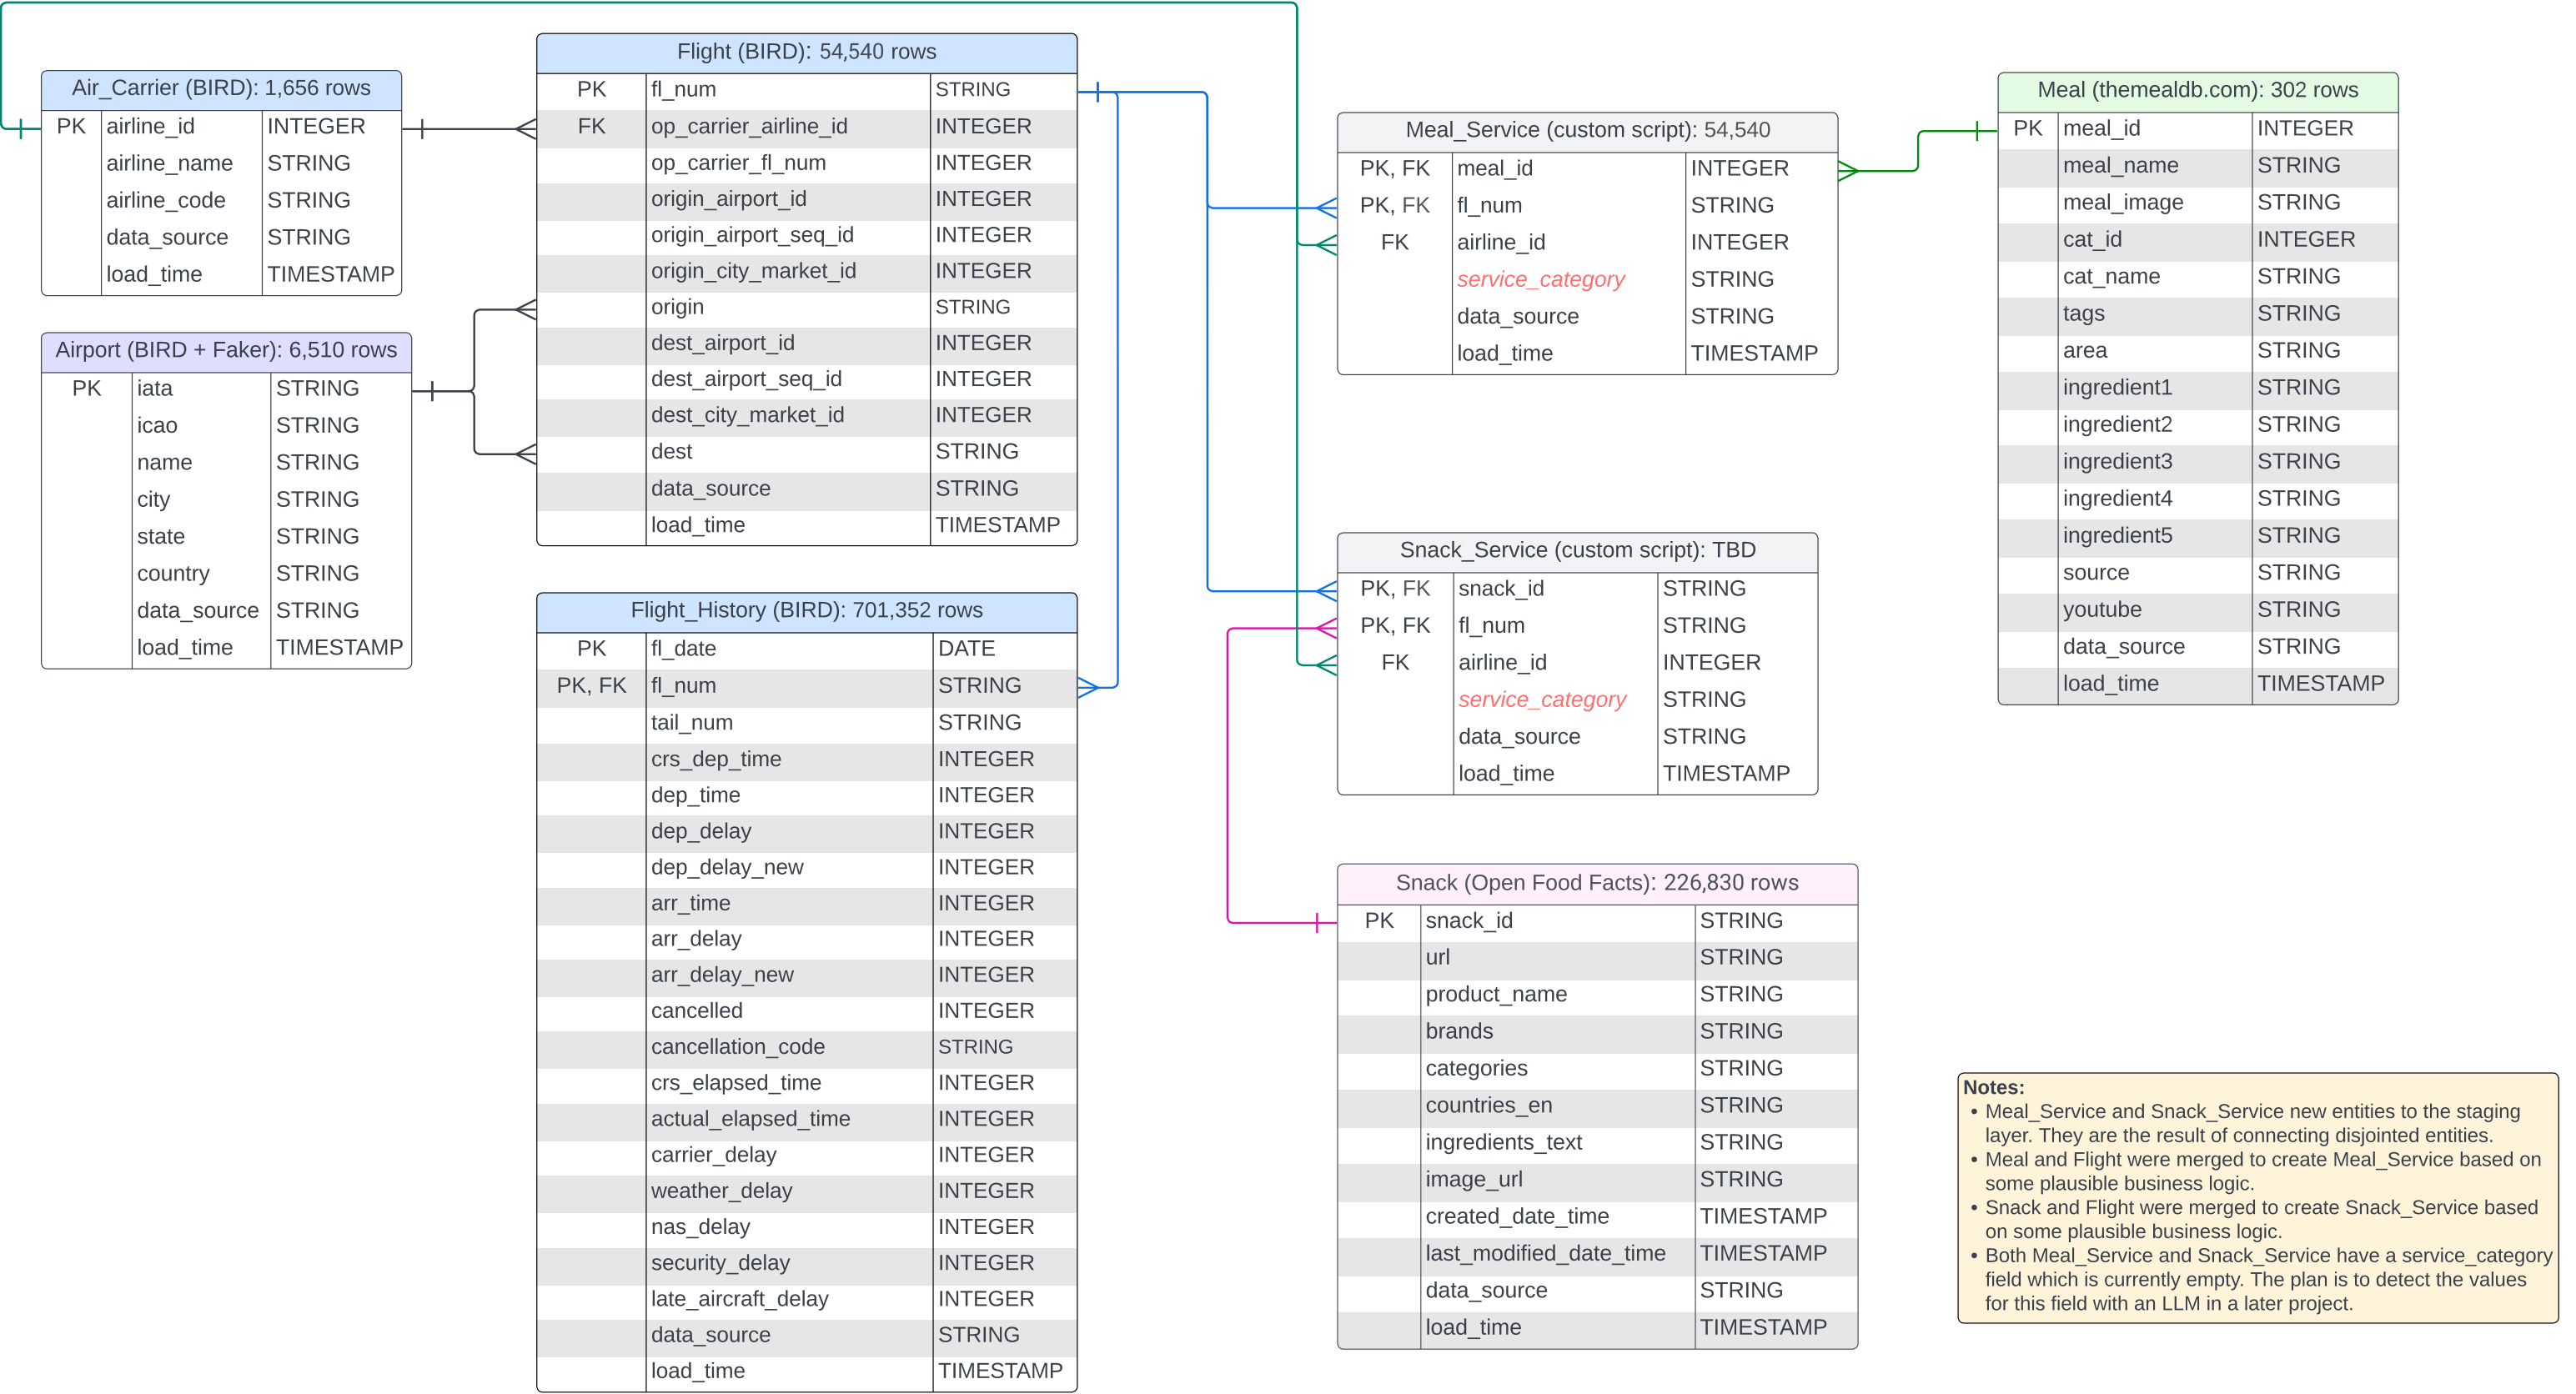 Air_Carrier (BIRD): 1,656 rows
PK airline_id INTEGER
airline_name STRING
airline_code STRING
data_source STRING
load_time TIMESTAMP
Airport (BIRD + Faker): 6,510 rows
PK iata STRING
icao STRING
name STRING
city STRING
state STRING
country STRING
data_source STRING
load_time TIMESTAMP
Flight (BIRD): 54,540 rows
PK fl_num STRING
FK op_carrier_airline_id INTEGER
op_carrier_fl_num INTEGER
origin_airport_id INTEGER
origin_airport_seq_id INTEGER
origin_city_market_id INTEGER
origin STRING
dest_airport_id INTEGER
dest_airport_seq_id INTEGER
dest_city_market_id INTEGER
dest STRING
data_source STRING
load_time TIMESTAMP
Flight_History (BIRD): 701,352 rows
PK fl_date DATE
PK, FK fl_num STRING
tail_num STRING
crs_dep_time INTEGER
dep_time INTEGER
dep_delay INTEGER
dep_delay_new INTEGER
arr_time INTEGER
arr_delay INTEGER
arr_delay_new INTEGER
cancelled INTEGER
cancellation_code STRING
crs_elapsed_time INTEGER
actual_elapsed_time INTEGER
carrier_delay INTEGER
weather_delay INTEGER
nas_delay INTEGER
security_delay INTEGER
late_aircraft_delay INTEGER
data_source STRING
load_time TIMESTAMP
Meal_Service (custom script): 54,540
PK, FK meal_id INTEGER
PK, FK fl_num STRING
FK airline_id INTEGER
service_category STRING
data_source STRING
load_time TIMESTAMP
Snack_Service (custom script): TBD
PK, FK snack_id STRING
PK, FK fl_num STRING
FK airline_id INTEGER
service_category STRING
data_source STRING
load_time TIMESTAMP
Snack (Open Food Facts): 226,830 rows
PK snack_id STRING
url STRING
product_name STRING
brands STRING
categories STRING
countries_en STRING
ingredients_text STRING
image_url STRING
created_date_time TIMESTAMP
last_modified_date_time TIMESTAMP
data_source STRING
load_time TIMESTAMP
Meal (themealdb.com): 302 rows
PK meal_id INTEGER
meal_name STRING
meal_image STRING
cat_id INTEGER
cat_name STRING
tags STRING
area STRING
ingredient1 STRING
ingredient2 STRING
ingredient3 STRING
ingredient4 STRING
ingredient5 STRING
source STRING
youtube STRING
data_source STRING
load_time TIMESTAMP
Notes:
• Meal_Service and Snack_Service new entities to the staging
layer. They are the result of connecting disjointed entities.
• Meal and Flight were merged to create Meal_Service based on
some plausible business logic.
• Snack and Flight were merged to create Snack_Service based
on some plausible business logic.
• Both Meal_Service and Snack_Service have a service_category
field which is currently empty. The plan is to detect the values
for this field with an LLM in a later project.